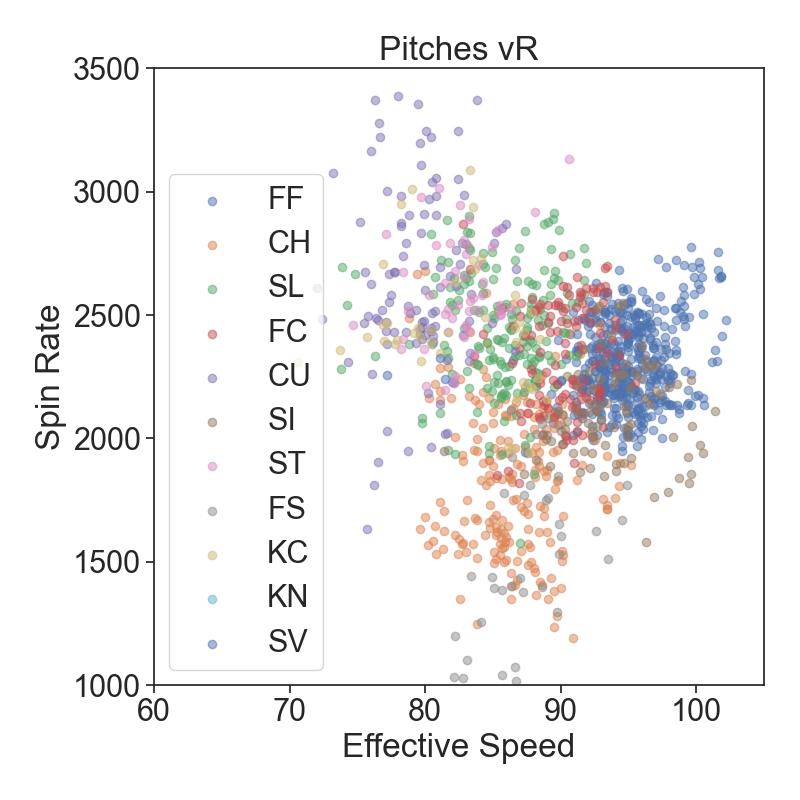 Pitches vR
3500
3000
2500
2000
1500
1000
Spin Rate
FF
CH
SL
FC
CU
SI
ST
FS
KC
KN
SV
60 70 80 90 100
Effective Speed